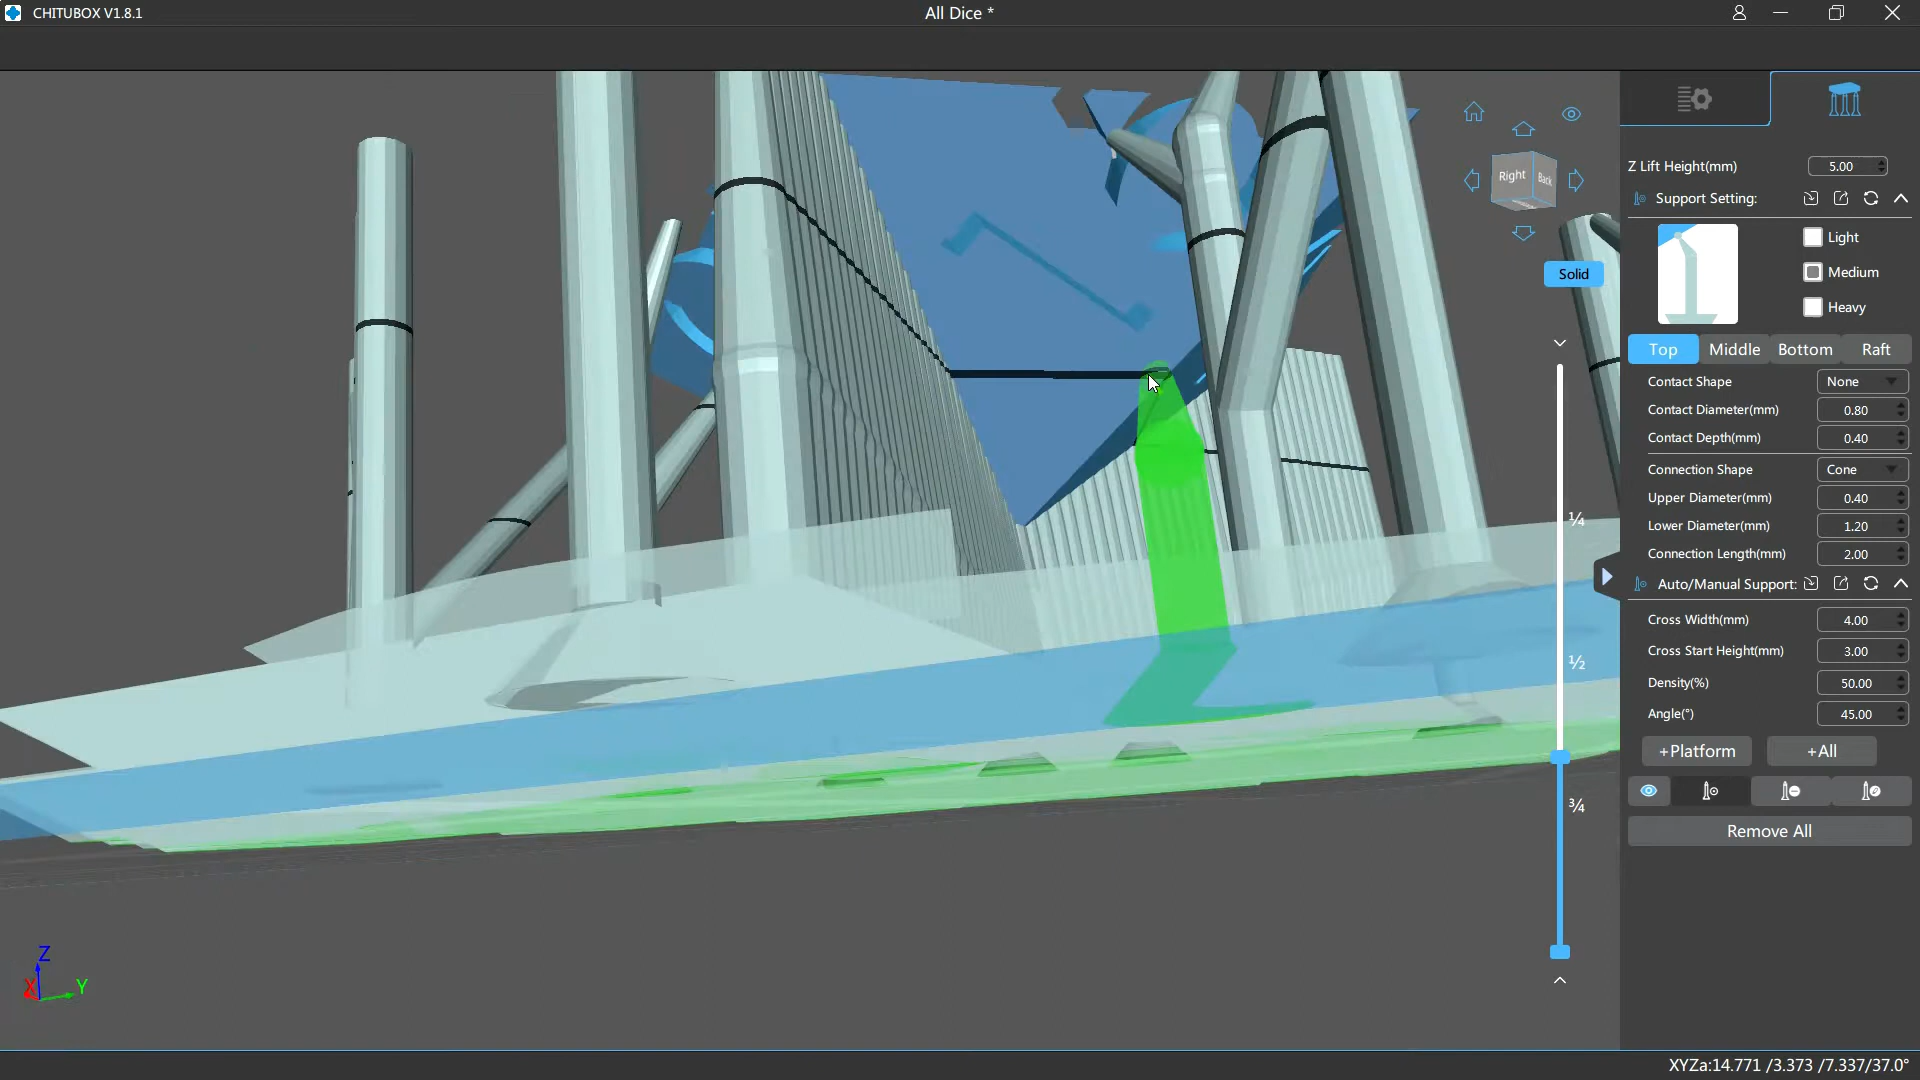 CHITUBOX V1.8.1
All Dice *
Right
Back
Solid
¼
½
¾
Z Lift Height(mm) 5.00
Support Setting:
Light
Medium
Heavy
Top Middle Bottom Raft
Contact Shape None
Contact Diameter(mm) 0.80
Contact Depth(mm) 0.40
Connection Shape Cone
Upper Diameter(mm) 0.40
Lower Diameter(mm) 1.20
Connection Length(mm) 2.00
Auto/Manual Support:
Cross Width(mm) 4.00
Cross Start Height(mm) 3.00
Density(%) 50.00
Angle(°) 45.00
+Platform +All
Remove All
Z
X
Y
XYZa:14.771 /3.373 /7.337/37.0°